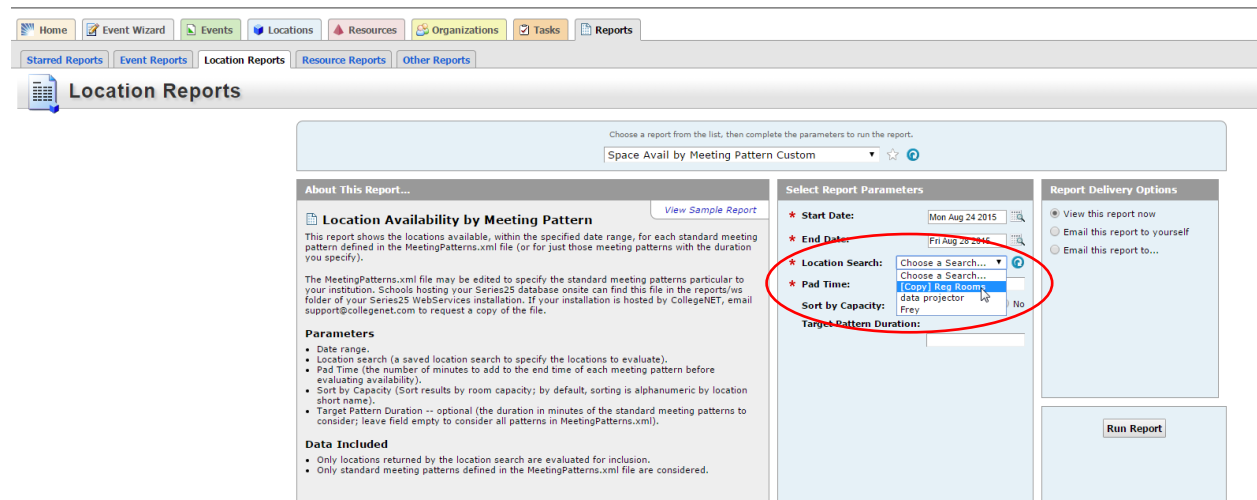 Home Event Wizard Events Locations Resources Organizations Tasks Reports
Starred Reports Event Reports Location Reports Resource Reports Other Reports
Location Reports
Choose a report from the list, then complete the parameters to run the report.
Space Avail by Meeting Pattern Custom
About This Report...
View Sample Report
Location Availability by Meeting Pattern
This report shows the locations available, within the specified date range, for each standard meeting
pattern defined in the MeetingPatterns.xml file (or for just those meeting patterns with the duration
you specify).
The MeetingPatterns.xml file may be edited to specify the standard meeting patterns particular to
your institution. Schools hosting your Series25 database onsite can find this file in the reports/ws
folder of your Series25 WebServices installation. If your installation is hosted by CollegeNET, email
support@collegenet.com to request a copy of the file.
Parameters
• Date range.
• Location search (a saved location search to specify the locations to evaluate).
• Pad Time (the number of minutes to add to the end time of each meeting pattern before
evaluating availability).
• Sort by Capacity (Sort results by room capacity; by default, sorting is alphanumeric by location
short name).
• Target Pattern Duration -- optional (the duration in minutes of the standard meeting patterns to
consider; leave field empty to consider all patterns in MeetingPatterns.xml).
Data Included
• Only locations returned by the location search are evaluated for inclusion.
• Only standard meeting patterns defined in the MeetingPatterns.xml file are considered.
Select Report Parameters
* Start Date: Mon Aug 24 2015
* End Date: Fri Aug 28 2015
* Location Search: Choose a Search...
Choose a Search...
[Copy] Reg Rooms
data projector
Frey
* Pad Time:
Sort by Capacity: No
Target Pattern Duration:
Report Delivery Options
View this report now
Email this report to yourself
Email this report to...
Run Report